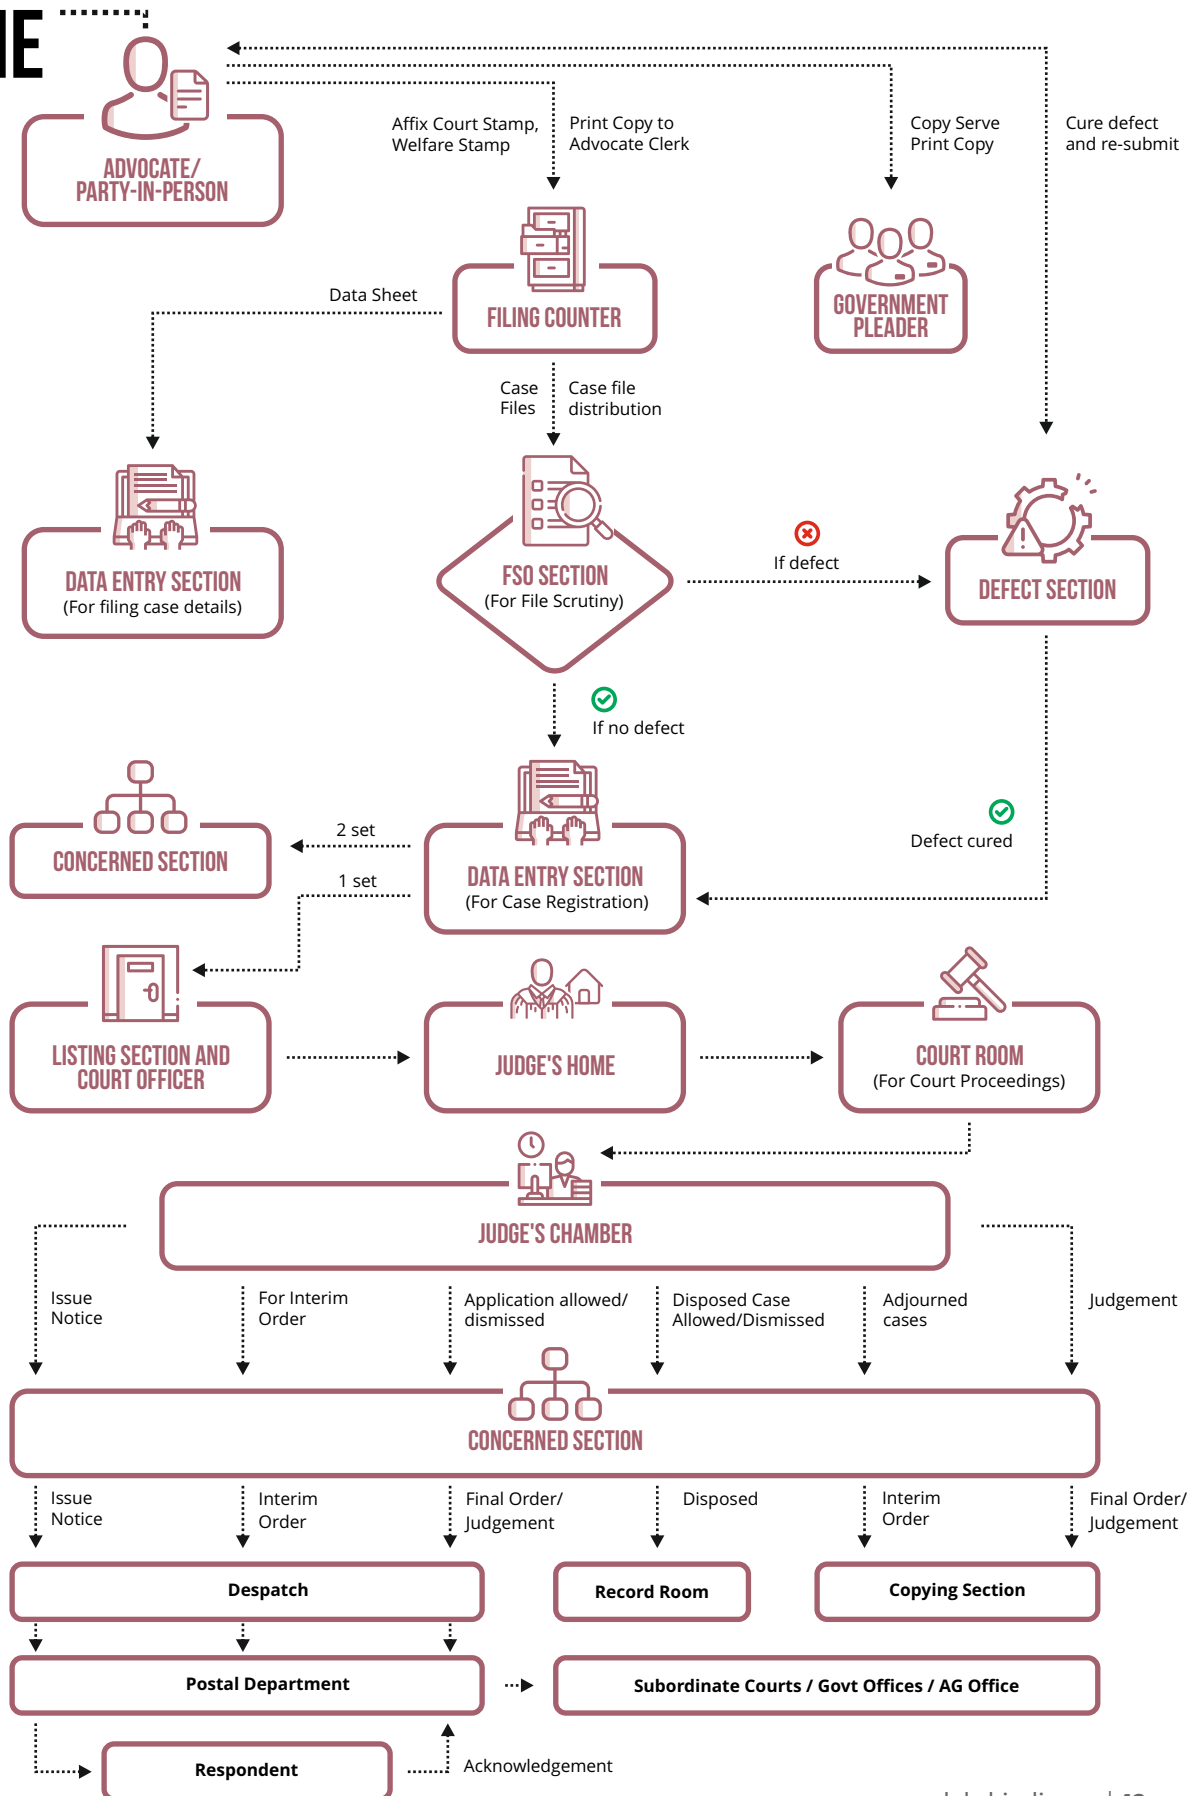 ADVOCATE/
PARTY-IN-PERSON
Affix Court Stamp,
Welfare Stamp
Print Copy to
Advocate Clerk
Copy Serve
Print Copy
Cure defect
and re-submit
FILING COUNTER
GOVERNMENT
PLEADER
Data Sheet
Case
Files
Case file
distribution
DATA ENTRY SECTION
(For filing case details)
FSO SECTION
(For File Scrutiny)
If defect
DEFECT SECTION
If no defect
Defect cured
2 set
CONCERNED SECTION
1 set
DATA ENTRY SECTION
(For Case Registration)
LISTING SECTION AND
COURT OFFICER
JUDGE'S HOME
COURT ROOM
(For Court Proceedings)
JUDGE'S CHAMBER
Issue
Notice
For Interim
Order
Application allowed/
dismissed
Disposed Case
Allowed/Dismissed
Adjourned
cases
Judgement
CONCERNED SECTION
Issue
Notice
Interim
Order
Final Order/
Judgement
Disposed
Interim
Order
Final Order/
Judgement
Despatch
Record Room
Copying Section
Postal Department
Subordinate Courts / Govt Offices / AG Office
Respondent
Acknowledgement